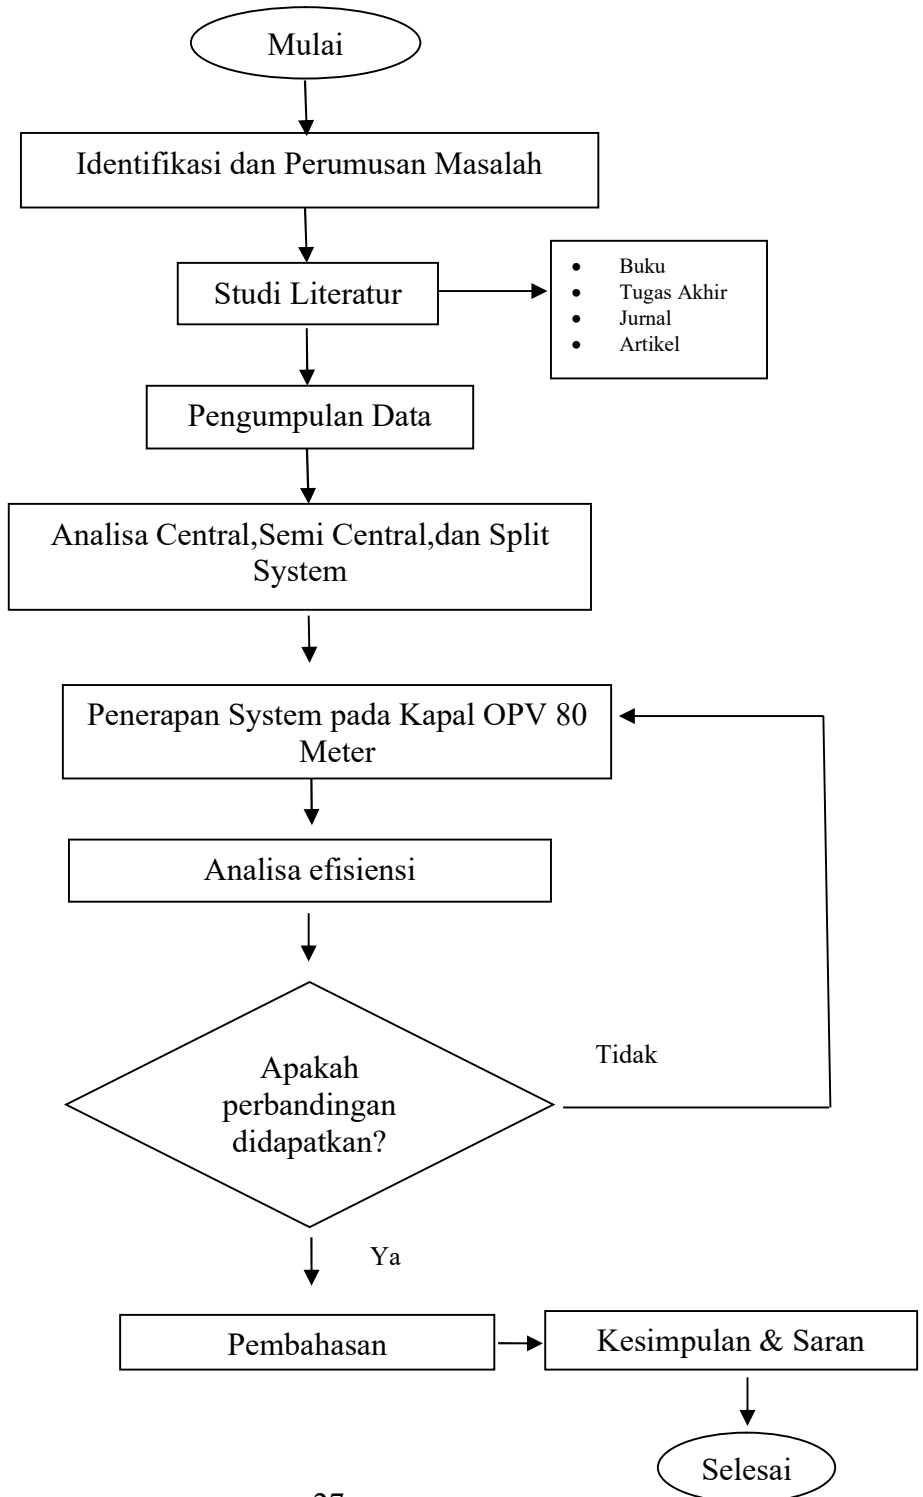 Mulai
Identifikasi dan Perumusan Masalah
Studi Literatur
• Buku
• Tugas Akhir
• Jurnal
• Artikel
Pengumpulan Data
Analisa Central,Semi Central,dan Split
System
Penerapan System pada Kapal OPV 80
Meter
Analisa efisiensi
Apakah
perbandingan
didapatkan?
Tidak
Ya
Pembahasan
Kesimpulan & Saran
Selesai